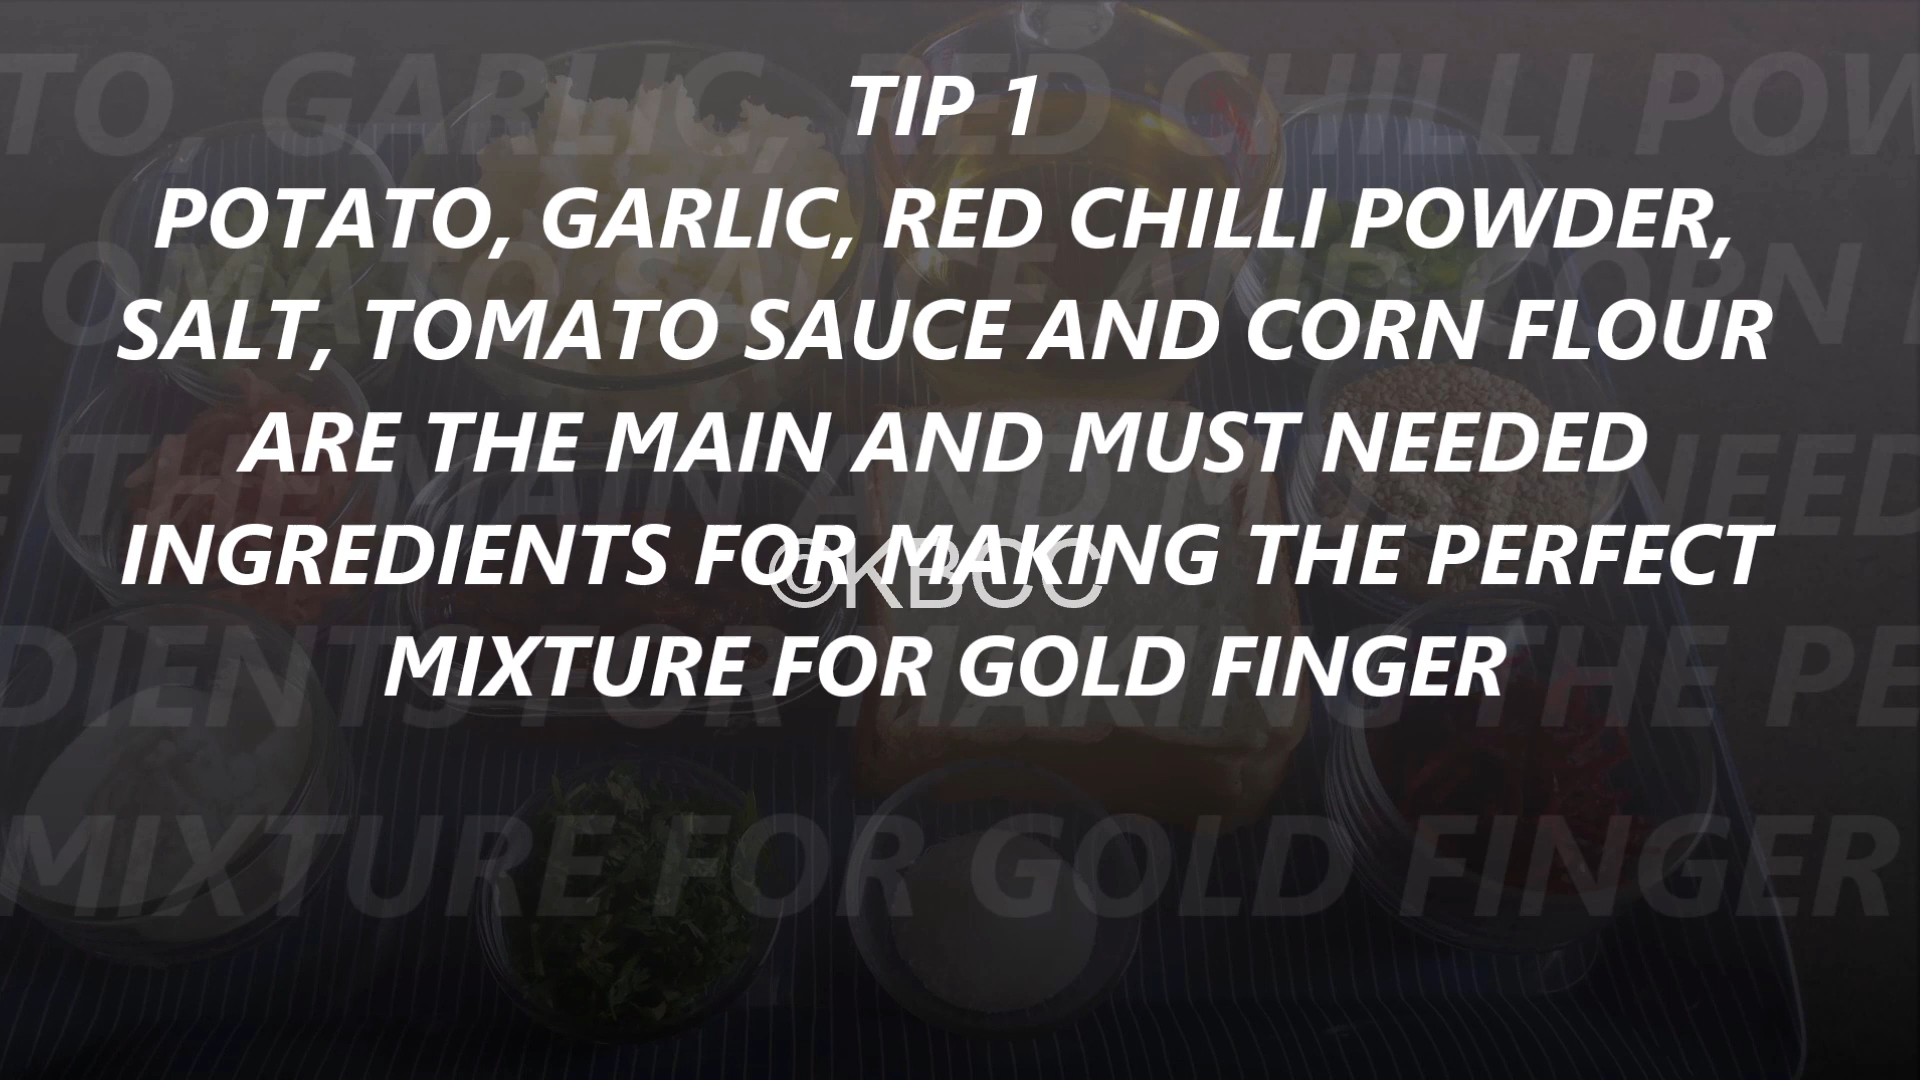 TIP 1
POTATO, GARLIC, RED CHILLI POWDER,
SALT, TOMATO SAUCE AND CORN FLOUR
ARE THE MAIN AND MUST NEEDED
INGREDIENTS FOR MAKING THE PERFECT
©KBCC
MIXTURE FOR GOLD FINGER